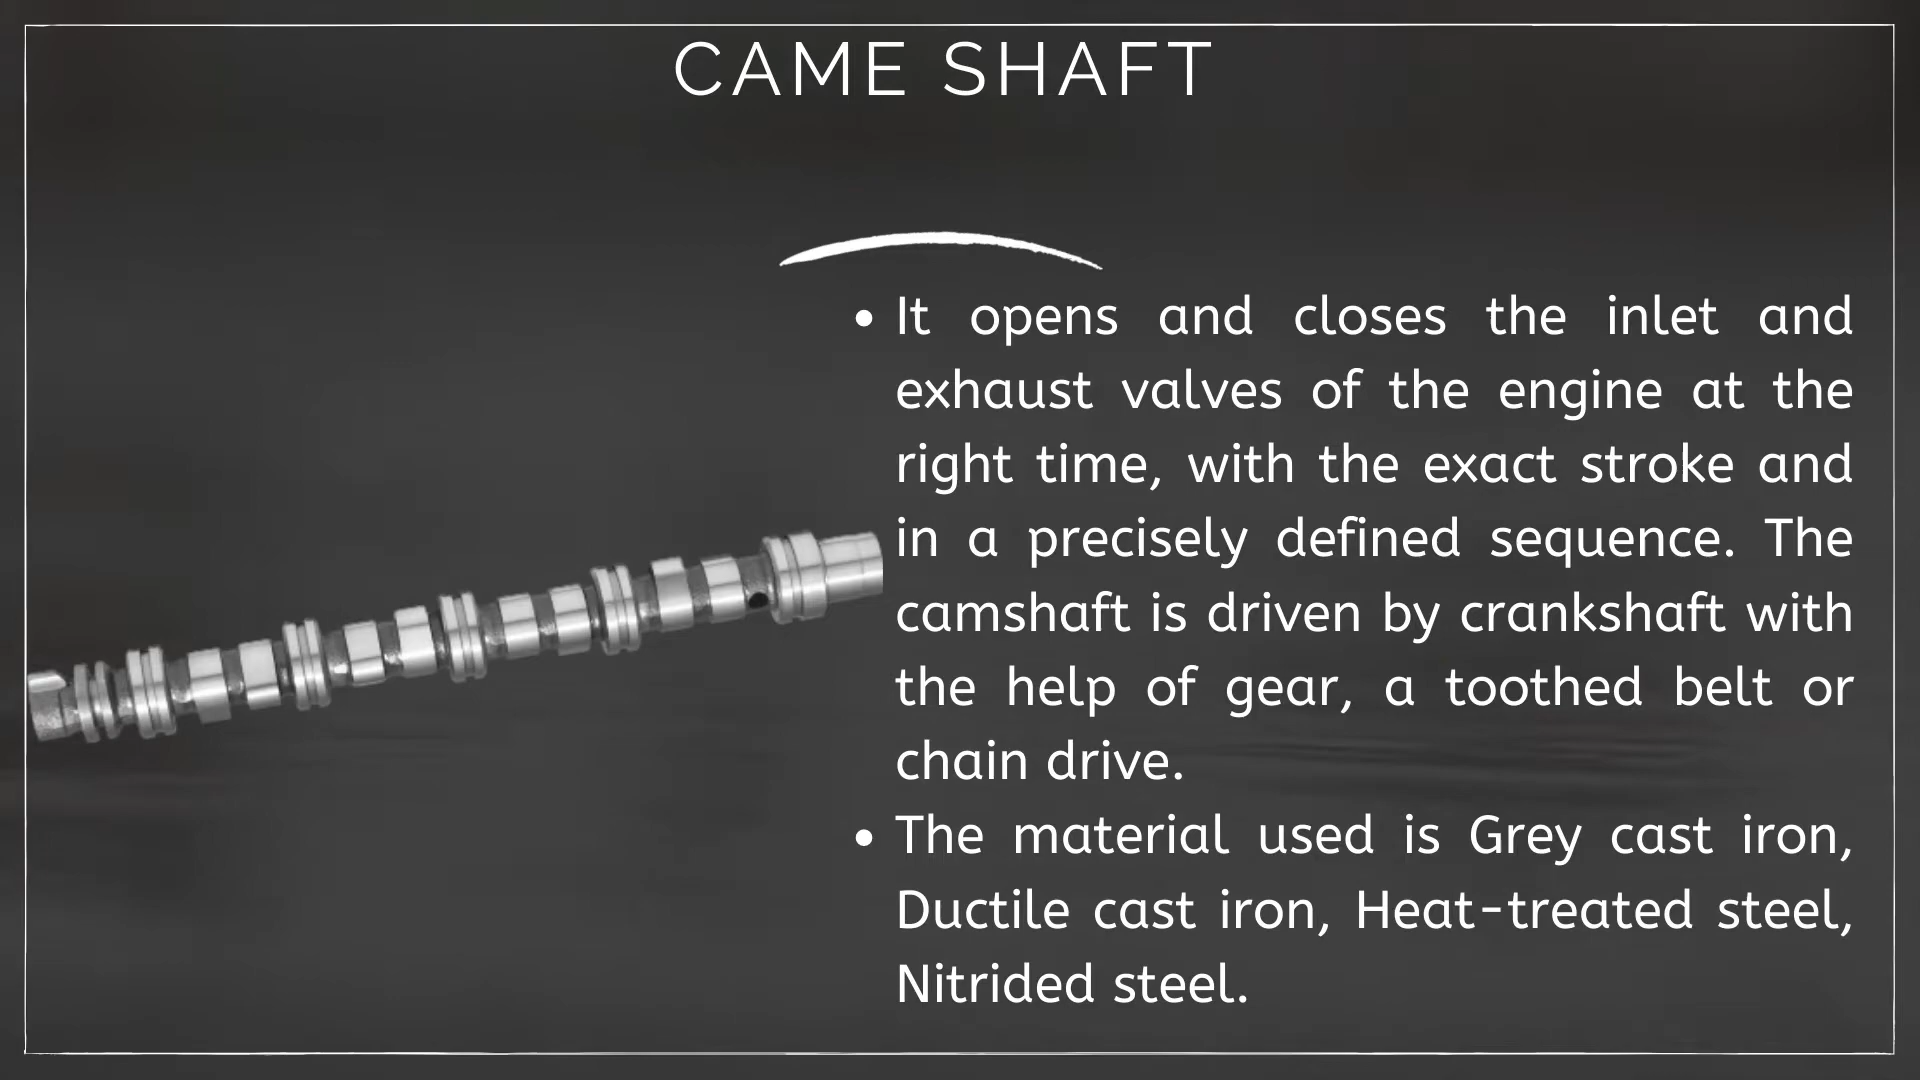 CAME SHAFT
• It opens and closes the inlet and
exhaust valves of the engine at the
right time, with the exact stroke and
in a precisely defined sequence. The
camshaft is driven by crankshaft with
the help of gear, a toothed belt or
chain drive.
• The material used is Grey cast iron,
Ductile cast iron, Heat-treated steel,
Nitrided steel.